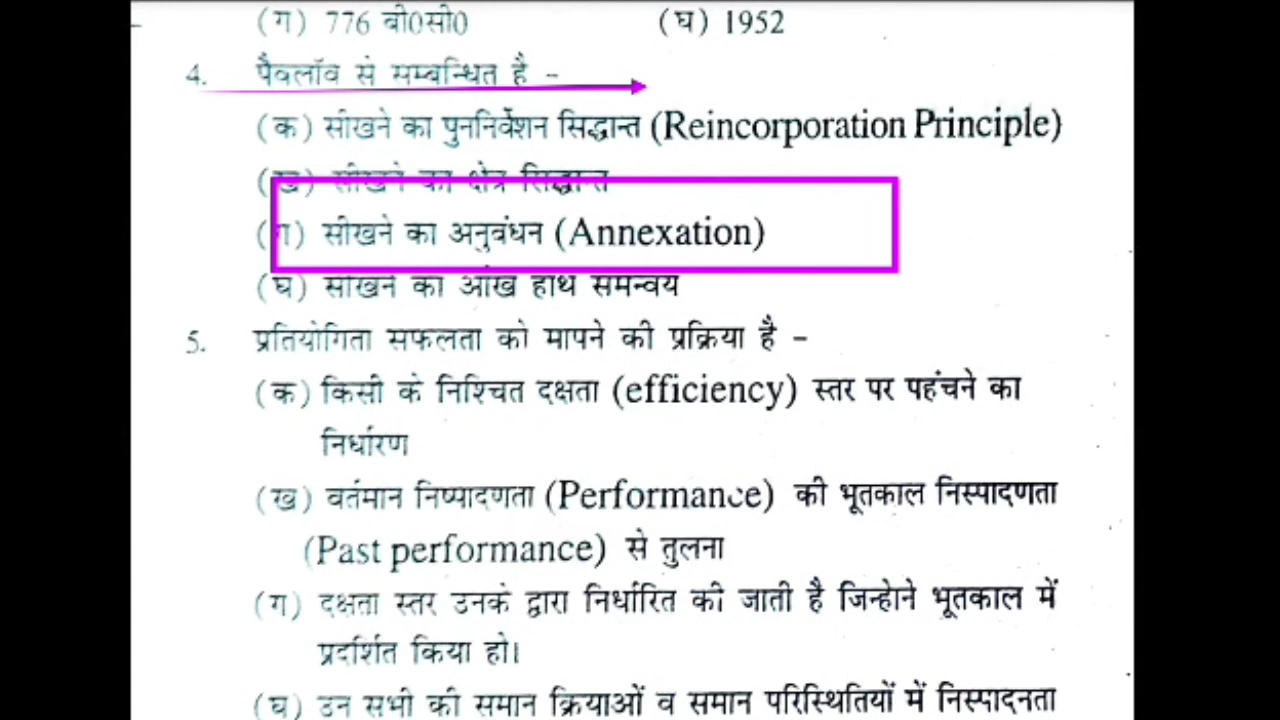 (ग) 776 बी0सी0 (घ) 1952
4. पैवलॉव से सम्बन्धित है -
(क) सीखने का पुननिर्वेशन सिद्धान्त (Reincorporation Principle)
(ख) सीखने का क्षेत्र सिद्धान्त
(ग) सीखने का अनुवंधन (Annexation)
(घ) सीखने का आंख हाथ समन्वय
5. प्रतियोगिता सफलता को मापने की प्रक्रिया है -
(क) किसी के निश्चित दक्षता (efficiency) स्तर पर पहंचने का
निर्धारण
(ख) वर्तमान निष्पादणता (Performance) की भूतकाल निस्पादणता
(Past performance) से तुलना
(ग) दक्षता स्तर उनके द्वारा निर्धारित की जाती है जिन्होने भूतकाल में
प्रदर्शित किया हो।
(घ) उन सभी की समान क्रियाओं व समान परिस्थितियों में निस्पादनता